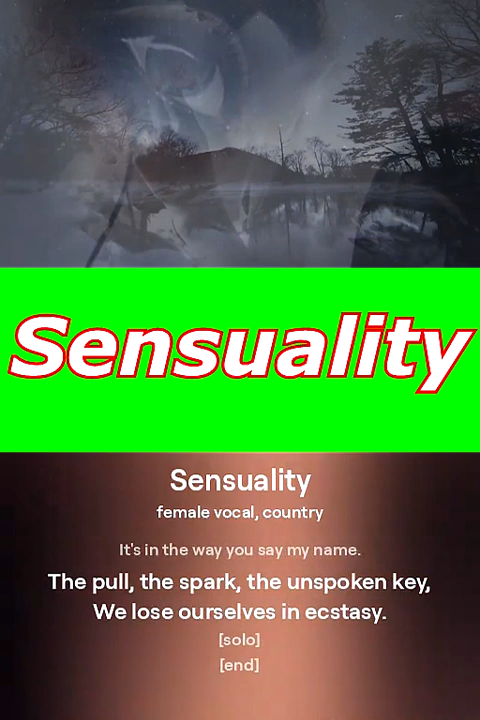 Sensuality
Sensuality
female vocal, country
It's in the way you say my name.
The pull, the spark, the unspoken key,
We lose ourselves in ecstasy.
[solo]
[end]